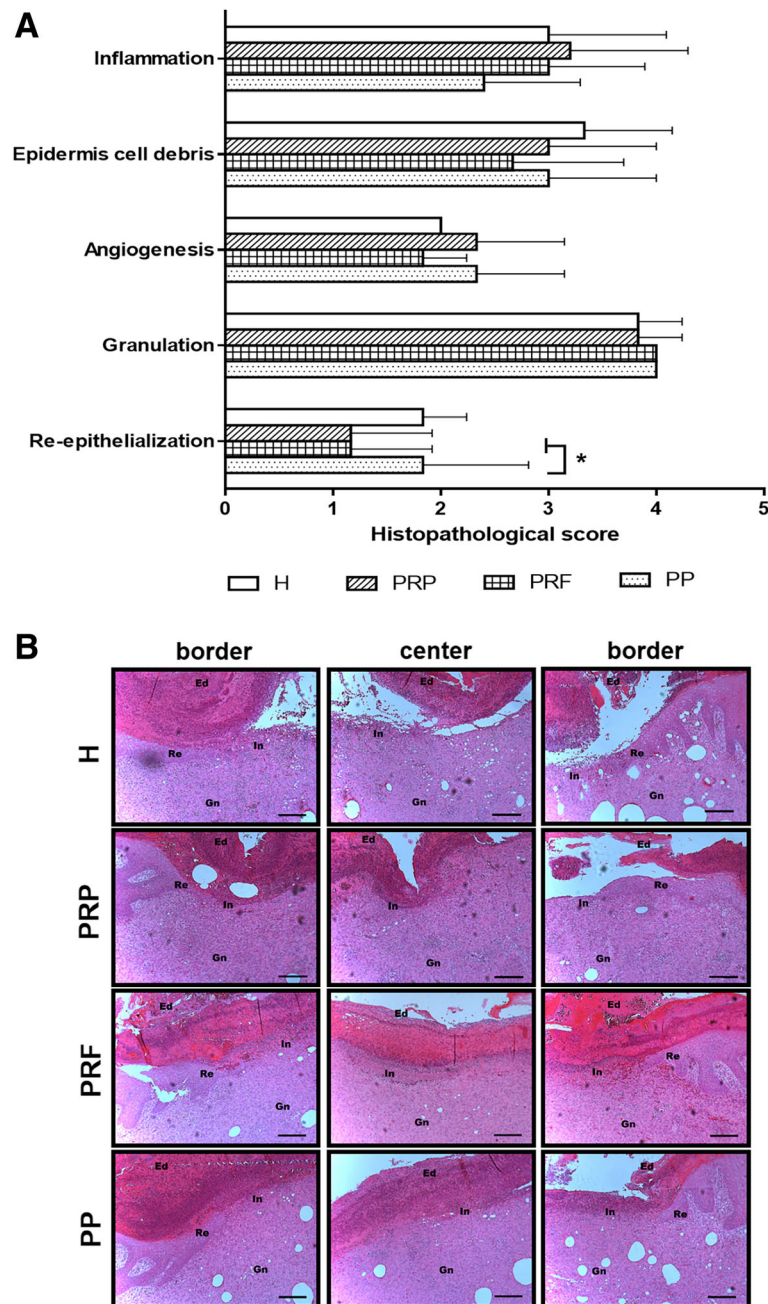 A
Inflammation
Epidermis cell debris
Angiogenesis
Granulation
Re-epithelialization
*
0 1 2 3 4 5
Histopathological score
H PRP PRF PP
B
border center border
H
Ed Re In Gn
Ed In Gn
Ed Re In Gn
PRP
Ed Re In Gn
Ed In Gn
Ed Re In Gn
PRF
Ed In Re Gn
Ed In Gn
Ed Re In Gn
PP
Ed In Re Gn
Ed In Gn
Ed In Re Gn